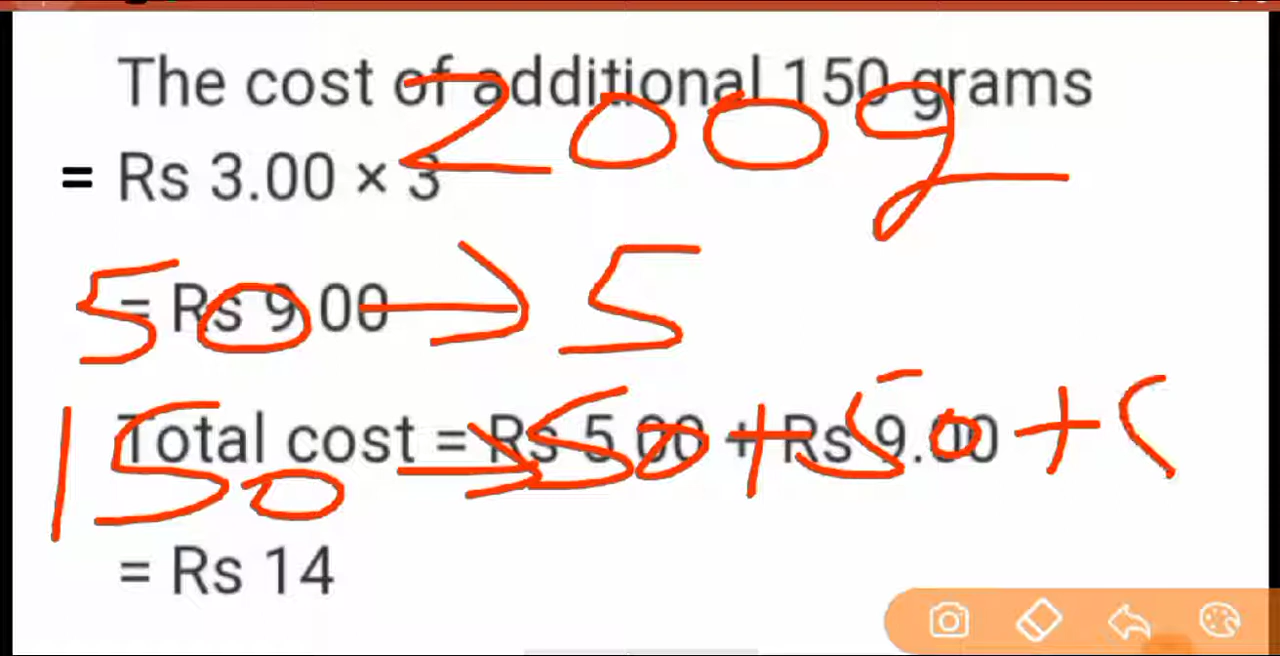 The cost of additional 150 grams
200g
= Rs 3.00 × 3
= Rs 9.00
50 → 5
Total cost = Rs 5.00 + Rs 9.00
150 → 50 + 50 +
= Rs 14